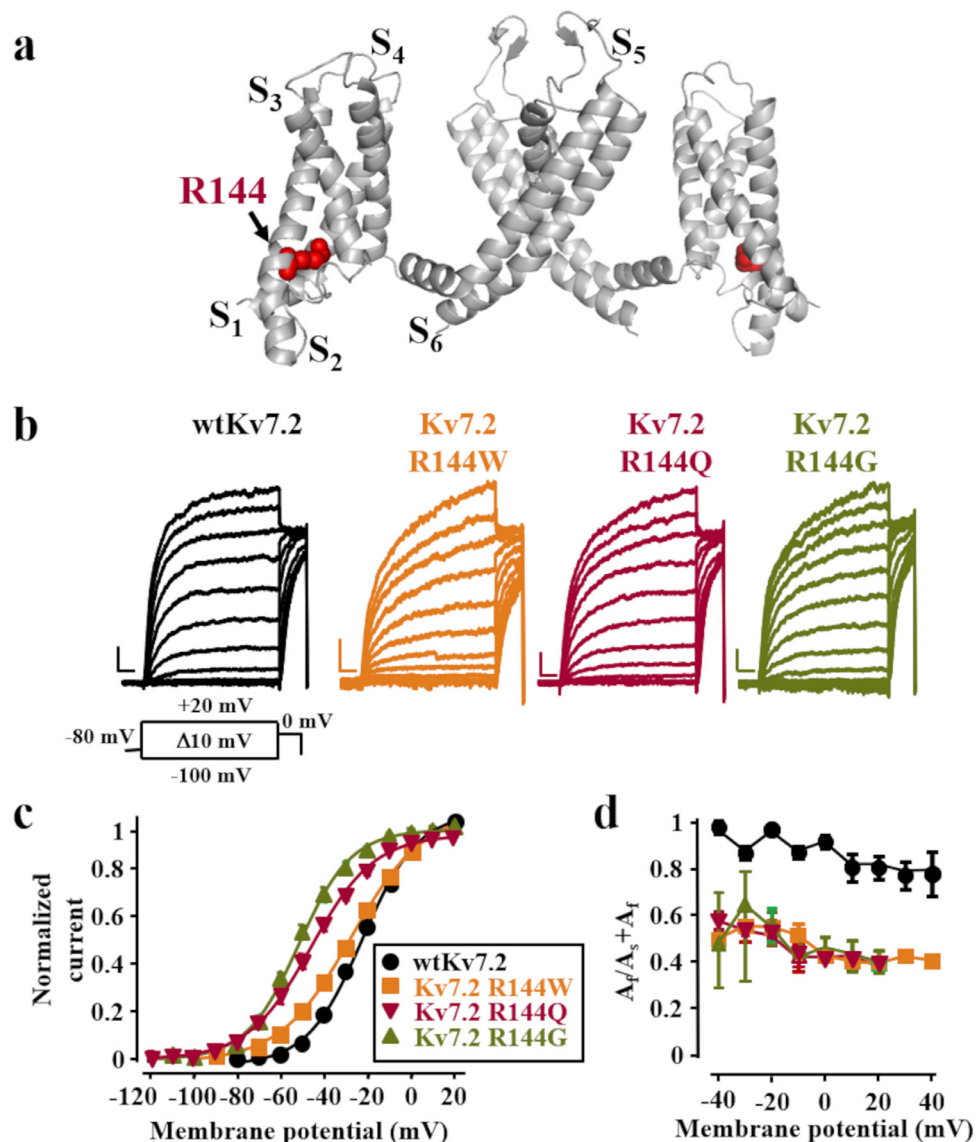 a
S4
S5
S3
R144
S1
S2
S6
b
wtKv7.2
Kv7.2
R144W
Kv7.2
R144Q
Kv7.2
R144G
+20 mV
-80 mV
Δ10 mV
0 mV
-100 mV
c
Normalized
current
1
0.8
0.6
0.4
0.2
0
-120
-100
-80
-60
-40
-20
0
20
Membrane potential (mV)
wtKv7.2
Kv7.2 R144W
Kv7.2 R144Q
Kv7.2 R144G
d
Af/As+Af
1
0.8
0.6
0.4
0.2
0
-40
-20
0
20
40
Membrane potential (mV)